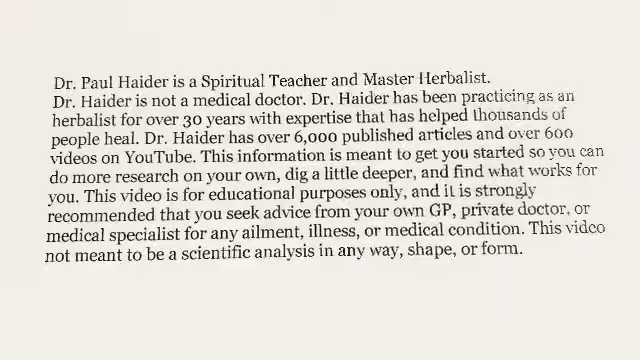 Dr. Paul Haider is a Spiritual Teacher and Master Herbalist.
Dr. Haider is not a medical doctor. Dr. Haider has been practicing as an
herbalist for over 30 years with expertise that has helped thousands of
people heal. Dr. Haider has over 6,000 published articles and over 600
videos on YouTube. This information is meant to get you started so you can
do more research on your own, dig a little deeper, and find what works for
you. This video is for educational purposes only, and it is strongly
recommended that you seek advice from your own GP, private doctor, or
medical specialist for any ailment, illness, or medical condition. This video
not meant to be a scientific analysis in any way, shape, or form.